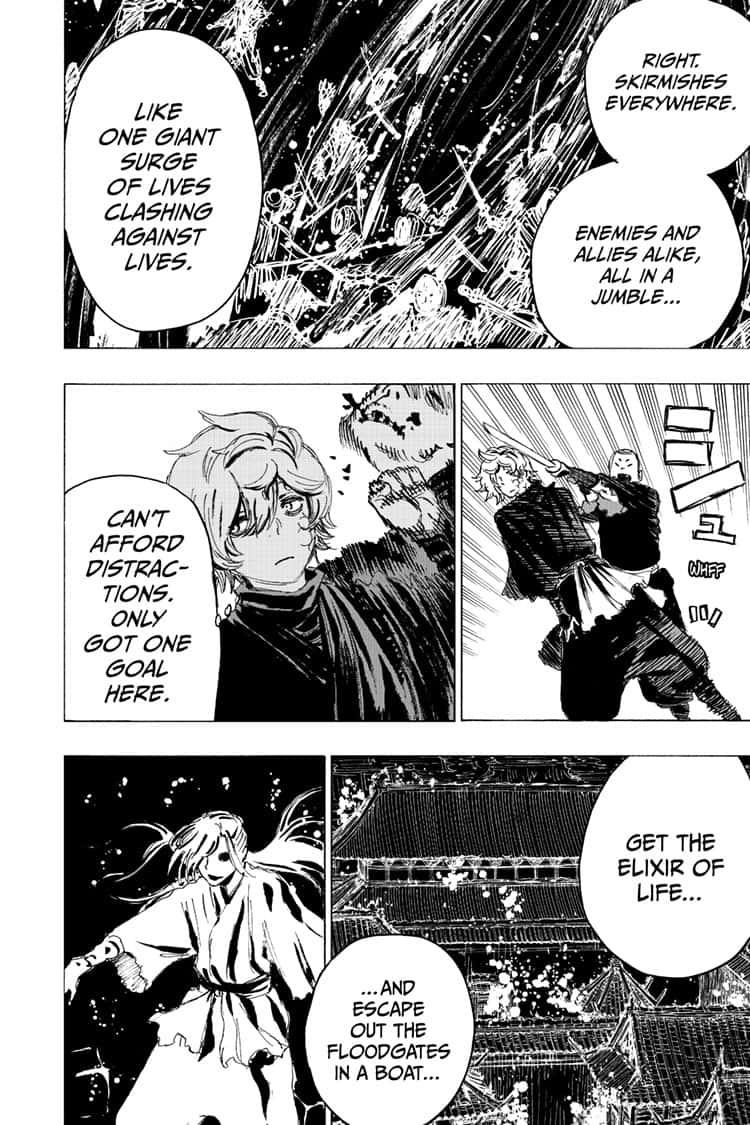 RIGHT.
SKIRMISHES
EVERYWHERE.
ENEMIES AND
ALLIES ALIKE,
ALL IN A
JUMBLE...
LIKE
ONE GIANT
SURGE
OF LIVES
CLASHING
AGAINST
LIVES.
ニュ
WHFF
CAN'T
AFFORD
DISTRAC-
TIONS.
ONLY
GOT ONE
GOAL
HERE.
GET THE
ELIXIR OF
LIFE...
...AND
ESCAPE
OUT THE
FLOODGATES
IN A BOAT...